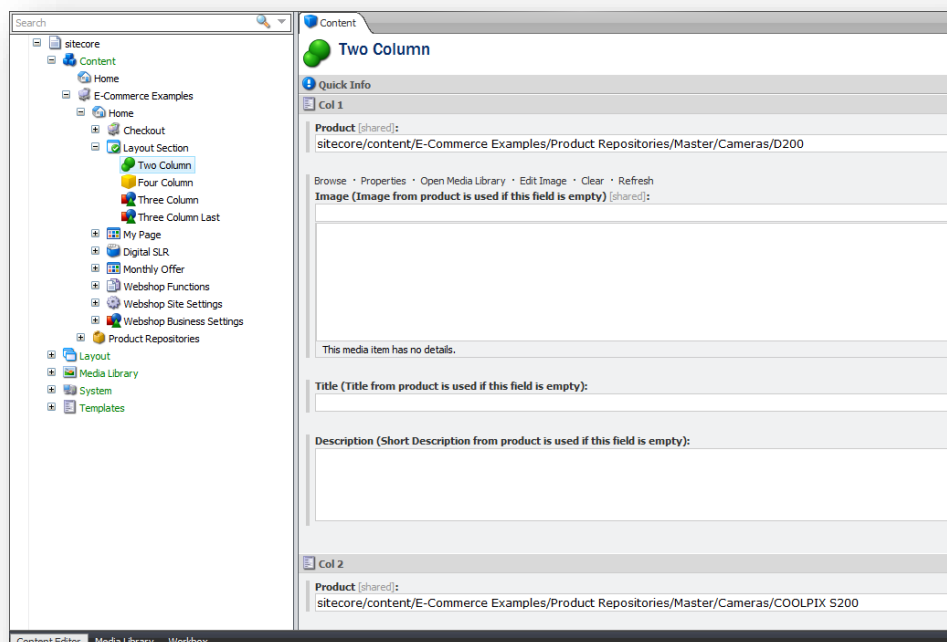 Search
sitecore
Content
Home
E-Commerce Examples
Home
Checkout
Layout Section
Two Column
Four Column
Three Column
Three Column Last
My Page
Digital SLR
Monthly Offer
Webshop Functions
Webshop Site Settings
Webshop Business Settings
Product Repositories
Layout
Media Library
System
Templates
Content
Two Column
Quick Info
Col 1
Product [shared]:
sitecore/content/E-Commerce Examples/Product Repositories/Master/Cameras/D200
Browse · Properties · Open Media Library · Edit Image · Clear · Refresh
Image (Image from product is used if this field is empty) [shared]:
This media item has no details.
Title (Title from product is used if this field is empty):
Description (Short Description from product is used if this field is empty):
Col 2
Product [shared]:
sitecore/content/E-Commerce Examples/Product Repositories/Master/Cameras/COOLPIX S200
Content Editor Media Library Workbox